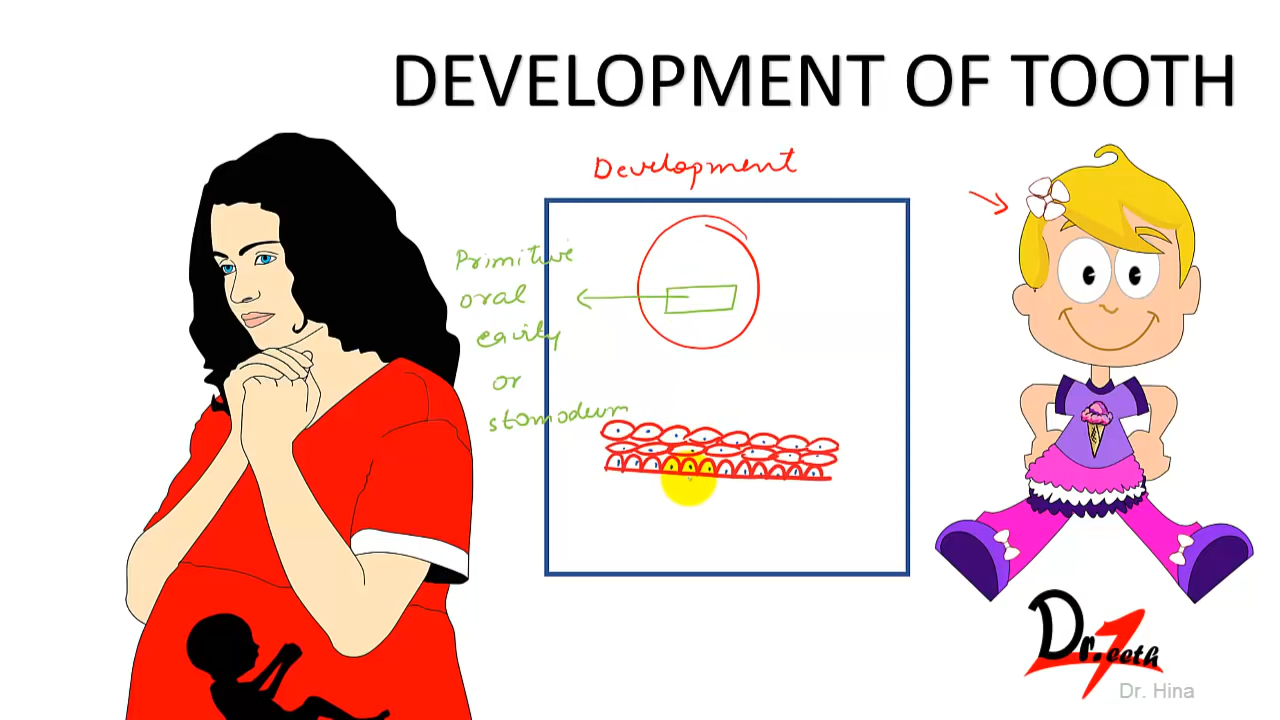 DEVELOPMENT OF TOOTH
Development
Primitive
oral
cavity
or
stomodeum
Dr.Teeth
Dr. Hina